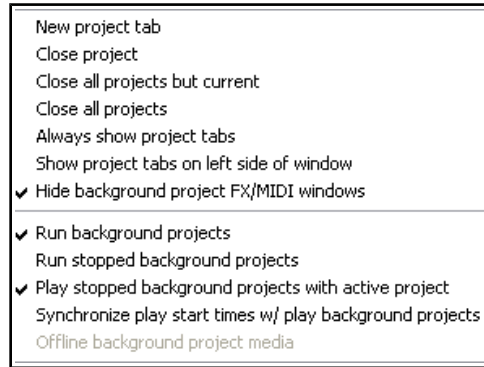 New project tab
Close project
Close all projects but current
Close all projects
Always show project tabs
Show project tabs on left side of window
Hide background project FX/MIDI windows
Run background projects
Run stopped background projects
Play stopped background projects with active project
Synchronize play start times w/ play background projects
Offline background project media